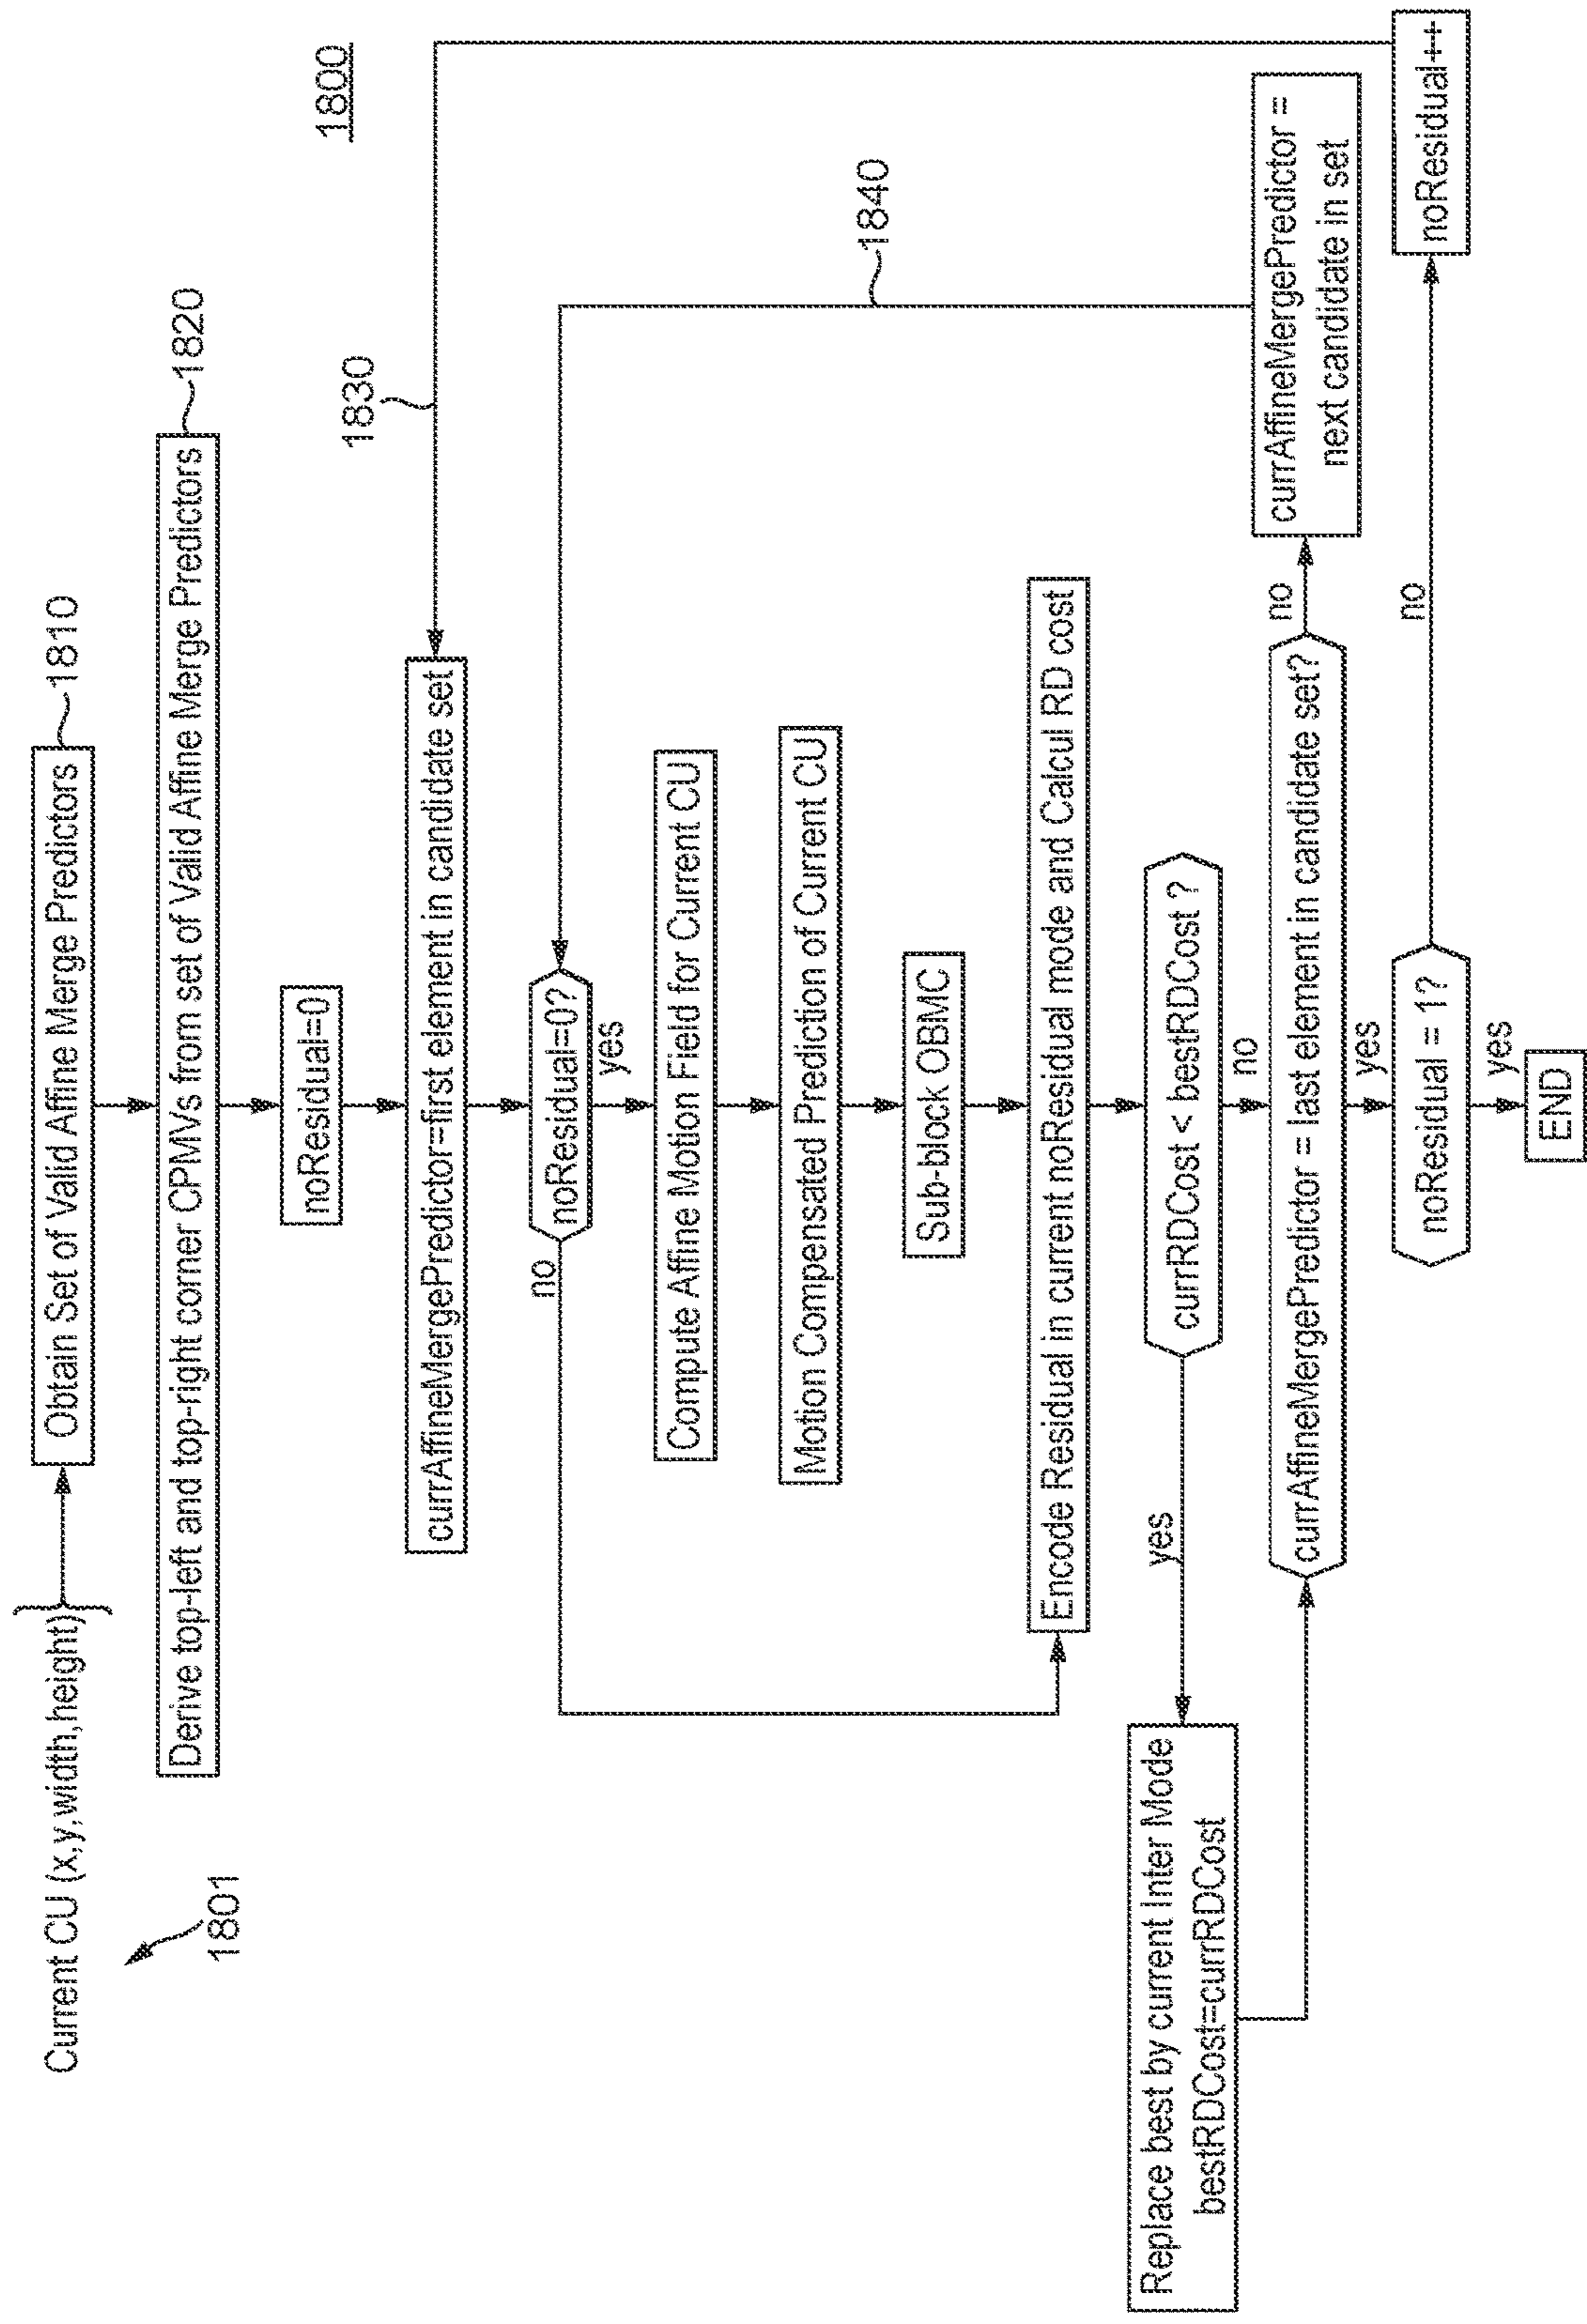 1800
Current CU (x,y,width,height)
1801
Obtain Set of Valid Affine Merge Predictors
1810
Derive top-left and top-right corner CPMVs from set of Valid Affine Merge Predictors
1820
noResidual=0
1830
currAffineMergePredictor=first element in candidate set
noResidual=0?
no
yes
1840
Compute Affine Motion Field for Current CU
Motion Compensated Prediction of Current CU
Sub-block OBMC
Encode Residual in current noResidual mode and Calcul RD cost
currRDCost < bestRDCost ?
yes
no
Replace best by current Inter Mode
bestRDCost=currRDCost
currAffineMergePredictor = last element in candidate set?
no
yes
currAffineMergePredictor =
next candidate in set
noResidual = 1?
no
yes
noResidual++
END